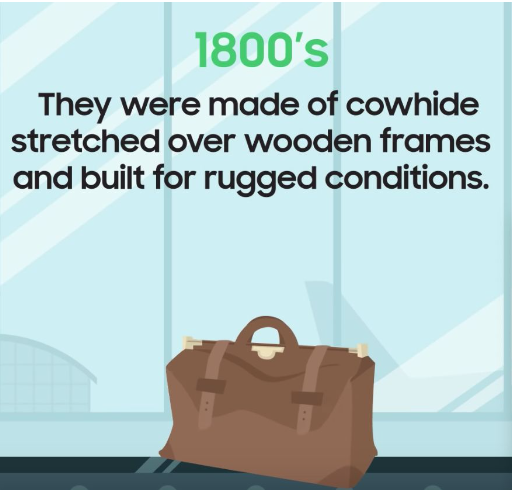 1800's
They were made of cowhide
stretched over wooden frames
and built for rugged conditions.